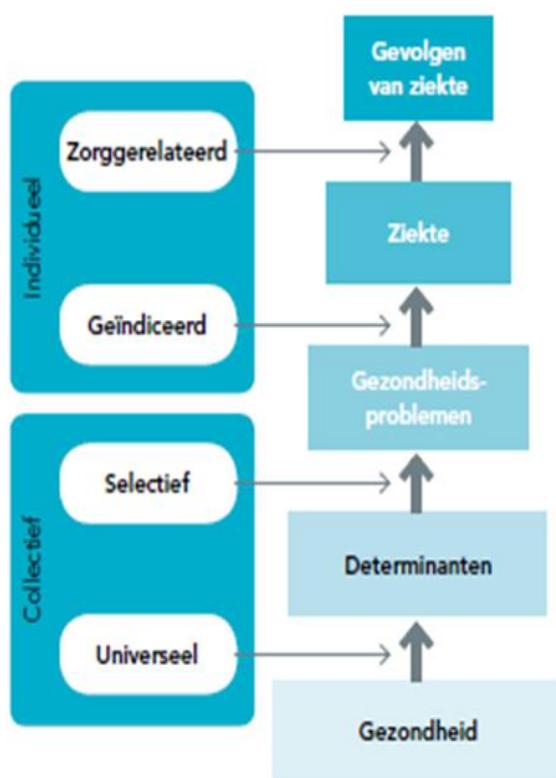 Gevolgen
van ziekte
Individueel
Zorggerelateerd
Ziekte
Geïndiceerd
Gezondheids-
problemen
Collectief
Selectief
Determinanten
Universeel
Gezondheid